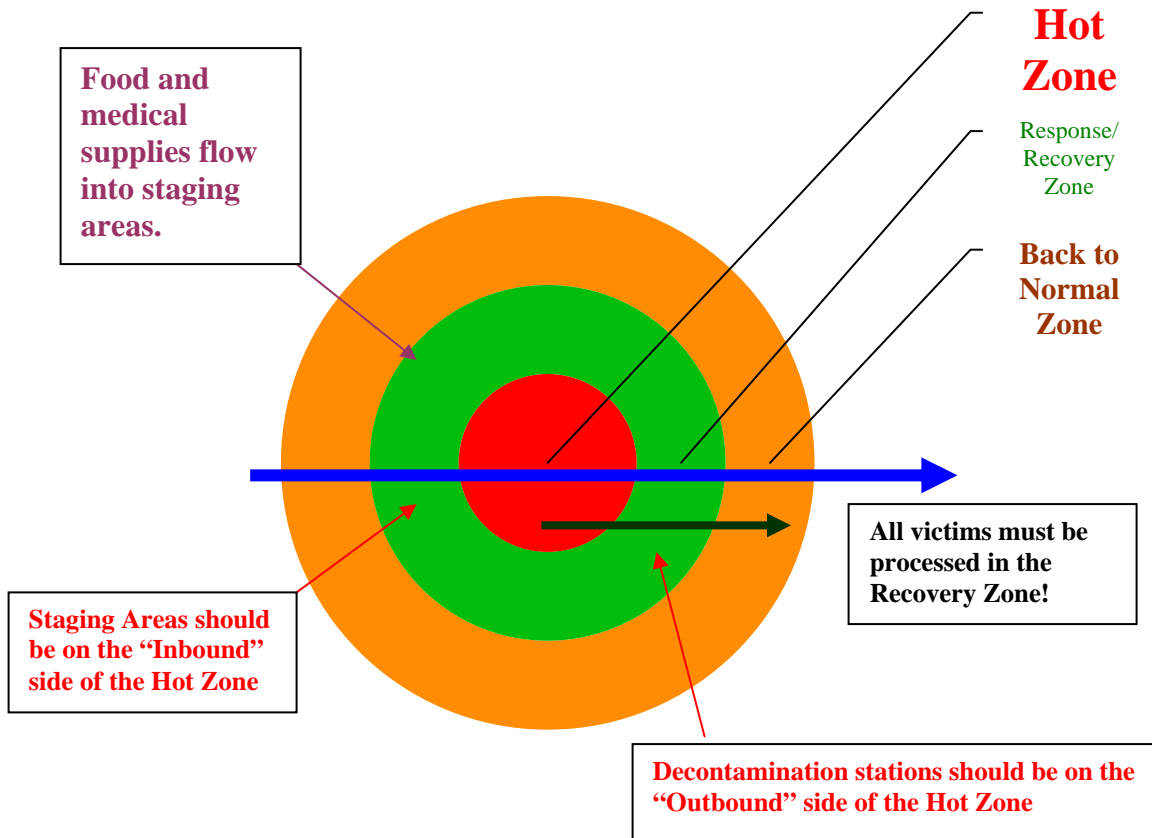 Hot
Zone
Food and
medical
supplies flow
into staging
areas.
Response/
Recovery
Zone
Back to
Normal
Zone
All victims must be
processed in the
Recovery Zone!
Staging Areas should
be on the “Inbound”
side of the Hot Zone
Decontamination stations should be on the
“Outbound” side of the Hot Zone